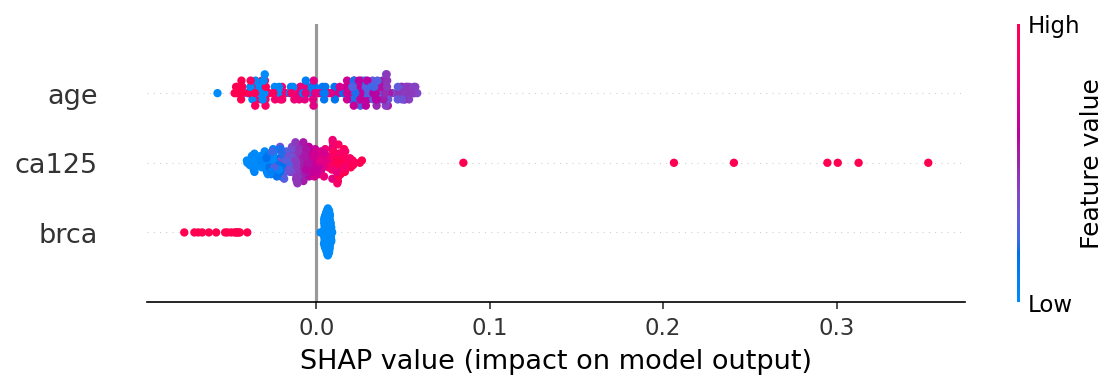 High
age
ca125
brca
Low
0.0 0.1 0.2 0.3
SHAP value (impact on model output)
Feature value